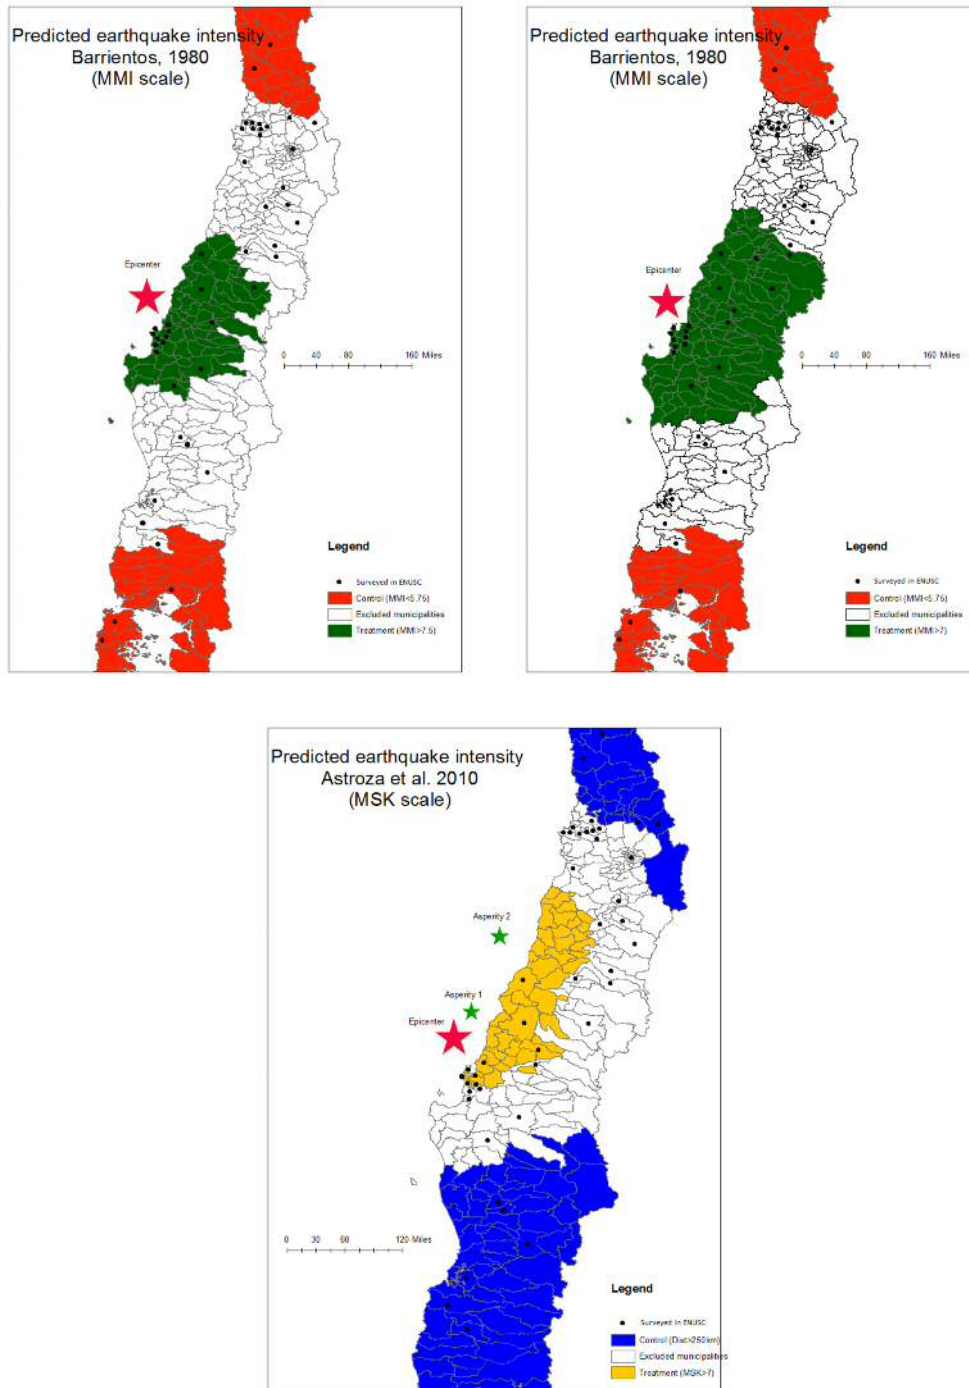 Predicted earthquake intensity
Barrientos, 1980
(MMI scale)
Epicenter
0 40 80 160 Miles
Legend
Surveyed in ENUSC
Control (MMI<5.75)
Excluded municipalities
Treatment (MMI>7.5)
Predicted earthquake intensity
Barrientos, 1980
(MMI scale)
Epicenter
0 40 80 160 Miles
Legend
Surveyed in ENUSC
Control (MMI<5.75)
Excluded municipalities
Treatment (MMI>7)
Predicted earthquake intensity
Astroza et al. 2010
(MSK scale)
Asperity 2
Asperity 1
Epicenter
0 30 60 120 Miles
Legend
Surveyed in ENUSC
Control (Dist>250km)
Excluded municipalities
Treatment (MSK>7)